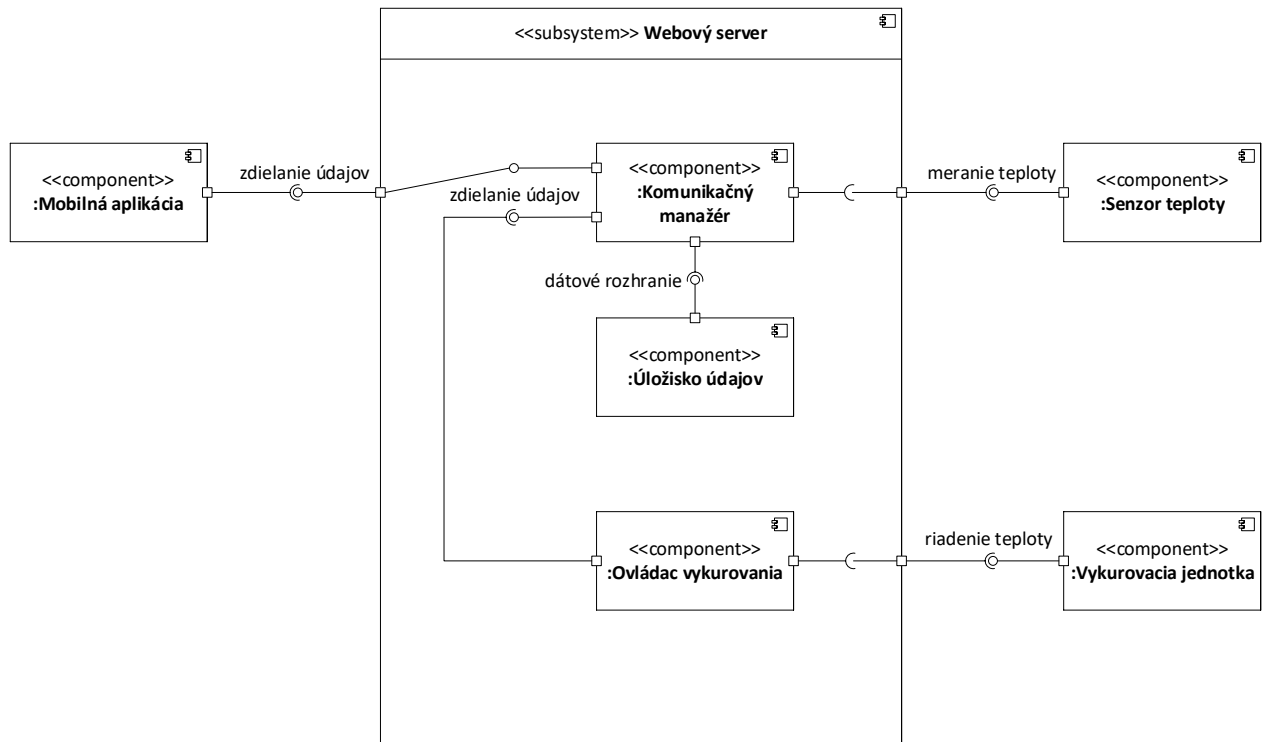 <<subsystem>> Webový server
<<component>>
:Mobilná aplikácia
zdielanie údajov
zdielanie údajov
<<component>>
:Komunikačný
manažér
meranie teploty
<<component>>
:Senzor teploty
dátové rozhranie
<<component>>
:Úložisko údajov
<<component>>
:Ovládac vykurovania
riadenie teploty
<<component>>
:Vykurovacia jednotka